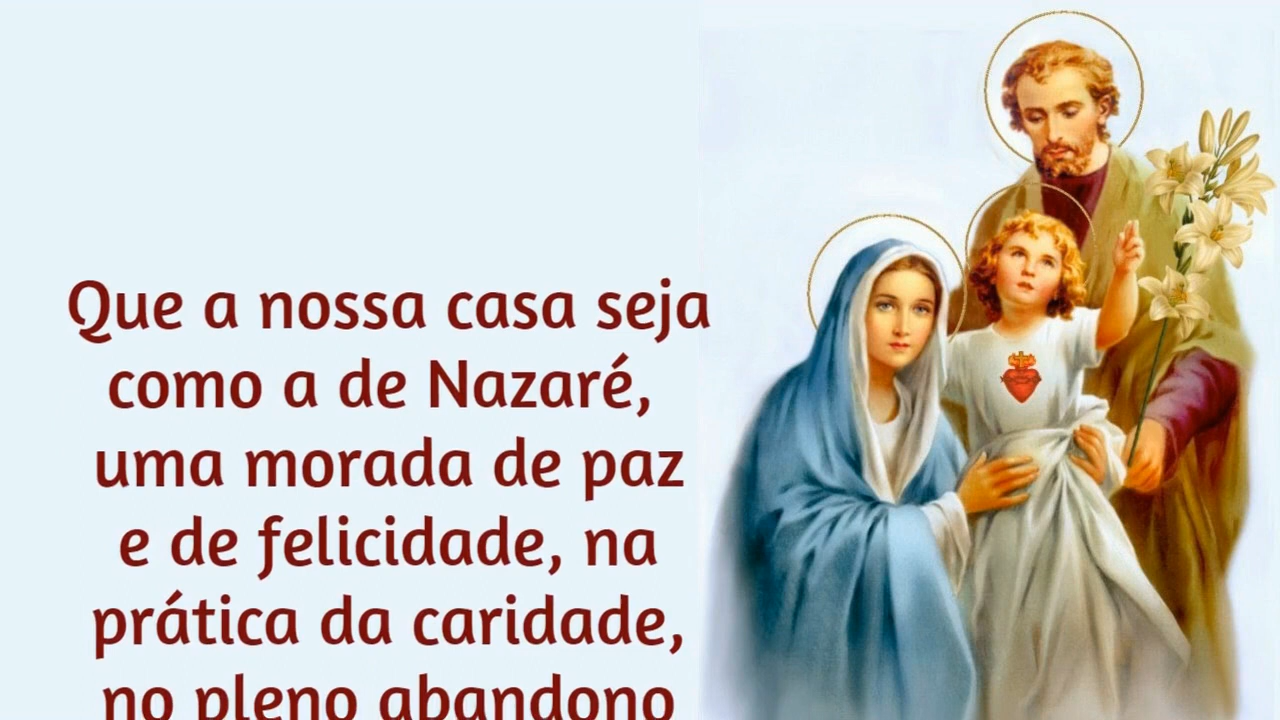 Que a nossa casa seja
como a de Nazaré,
uma morada de paz
e de felicidade, na
prática da caridade,
no pleno abandono